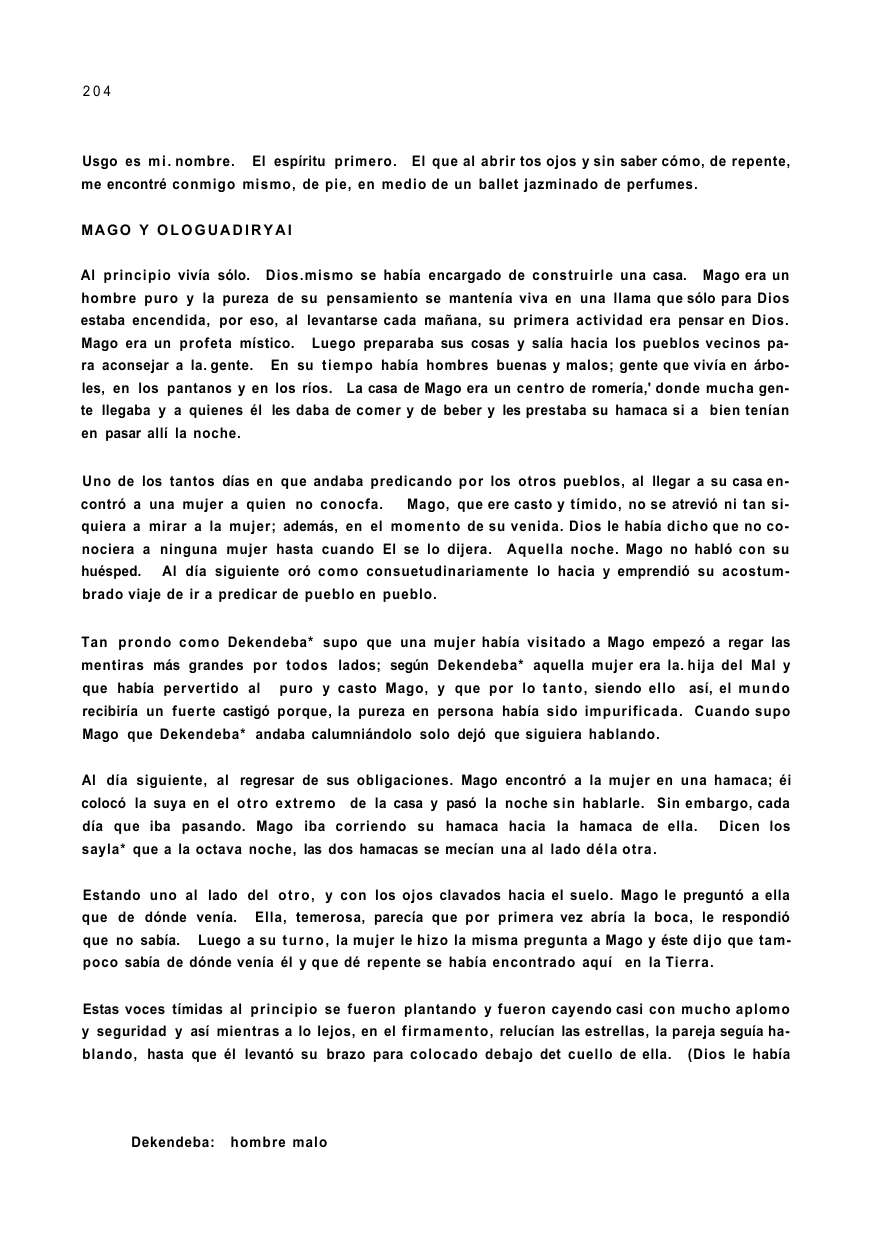 204
Usgo es mi. nombre. El espíritu primero. El que al abrir tos ojos y sin saber cómo, de repente,
me encontré conmigo mismo, de pie, en medio de un ballet jazminado de perfumes.
MAGO Y OLOGUADIRYAI
Al principio vivía sólo. Dios.mismo se había encargado de construirle una casa. Mago era un
hombre puro y la pureza de su pensamiento se mantenía viva en una llama que sólo para Dios
estaba encendida, por eso, al levantarse cada mañana, su primera actividad era pensar en Dios.
Mago era un profeta místico. Luego preparaba sus cosas y salía hacia los pueblos vecinos pa-
ra aconsejar a la. gente. En su tiempo había hombres buenas y malos; gente que vivía en árbo-
les, en los pantanos y en los ríos. La casa de Mago era un centro de romería,' donde mucha gen-
te llegaba y a quienes él les daba de comer y de beber y les prestaba su hamaca si a bien tenían
en pasar allí la noche.
Uno de los tantos días en que andaba predicando por los otros pueblos, al llegar a su casa en-
contró a una mujer a quien no conocfa. Mago, que ere casto y tímido, no se atrevió ni tan si-
quiera a mirar a la mujer; además, en el momento de su venida. Dios le había dicho que no co-
nociera a ninguna mujer hasta cuando El se lo dijera. Aquella noche. Mago no habló con su
huésped. Al día siguiente oró como consuetudinariamente lo hacia y emprendió su acostum-
brado viaje de ir a predicar de pueblo en pueblo.
Tan prondo como Dekendeba* supo que una mujer había visitado a Mago empezó a regar las
mentiras más grandes por todos lados; según Dekendeba* aquella mujer era la. hija del Mal y
que había pervertido al puro y casto Mago, y que por lo tanto, siendo ello así, el mundo
recibiría un fuerte castigó porque, la pureza en persona había sido impurificada. Cuando supo
Mago que Dekendeba* andaba calumniándolo solo dejó que siguiera hablando.
Al día siguiente, al regresar de sus obligaciones. Mago encontró a la mujer en una hamaca; éi
colocó la suya en el otro extremo de la casa y pasó la noche sin hablarle. Sin embargo, cada
día que iba pasando. Mago iba corriendo su hamaca hacia la hamaca de ella. Dicen los
sayla* que a la octava noche, las dos hamacas se mecían una al lado déla otra.
Estando uno al lado del otro, y con los ojos clavados hacia el suelo. Mago le preguntó a ella
que de dónde venía. Ella, temerosa, parecía que por primera vez abría la boca, le respondió
que no sabía. Luego a su turno, la mujer le hizo la misma pregunta a Mago y éste dijo que tam-
poco sabía de dónde venía él y que dé repente se había encontrado aquí en la Tierra.
Estas voces tímidas al principio se fueron plantando y fueron cayendo casi con mucho aplomo
y seguridad y así mientras a lo lejos, en el firmamento, relucían las estrellas, la pareja seguía ha-
blando, hasta que él levantó su brazo para colocado debajo det cuello de ella. (Dios le había
Dekendeba: hombre malo